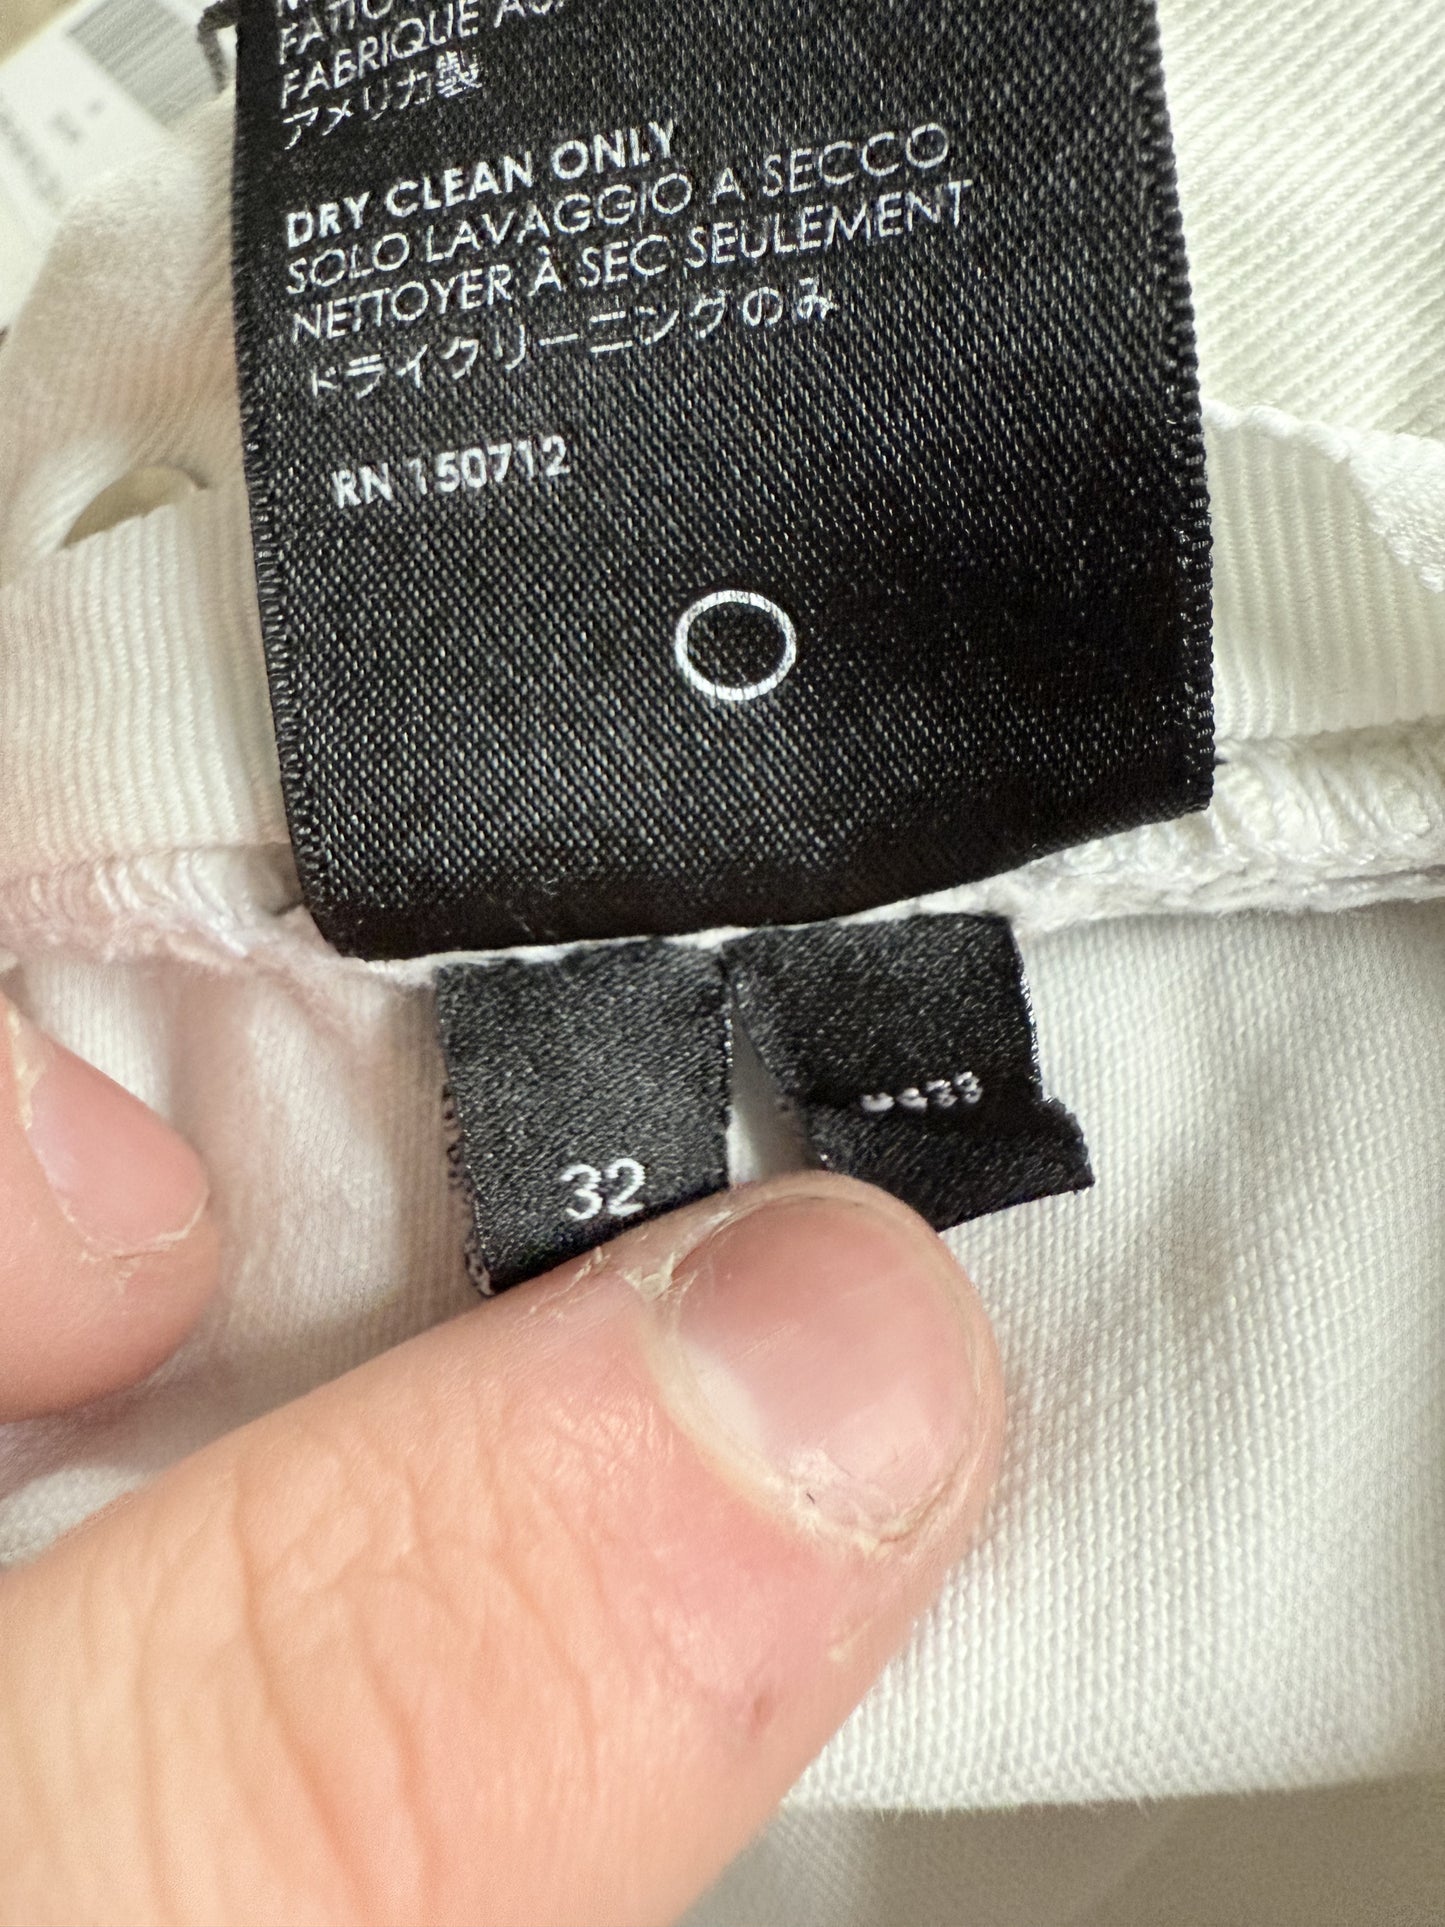 FABRIQUE
アメリカ製
DRY CLEAN ONLY
SOLO LAVAGGIO A SECCO
NETTOYER À SEC SEULEMENT
ドライクリーニングのみ
RN 150712
32